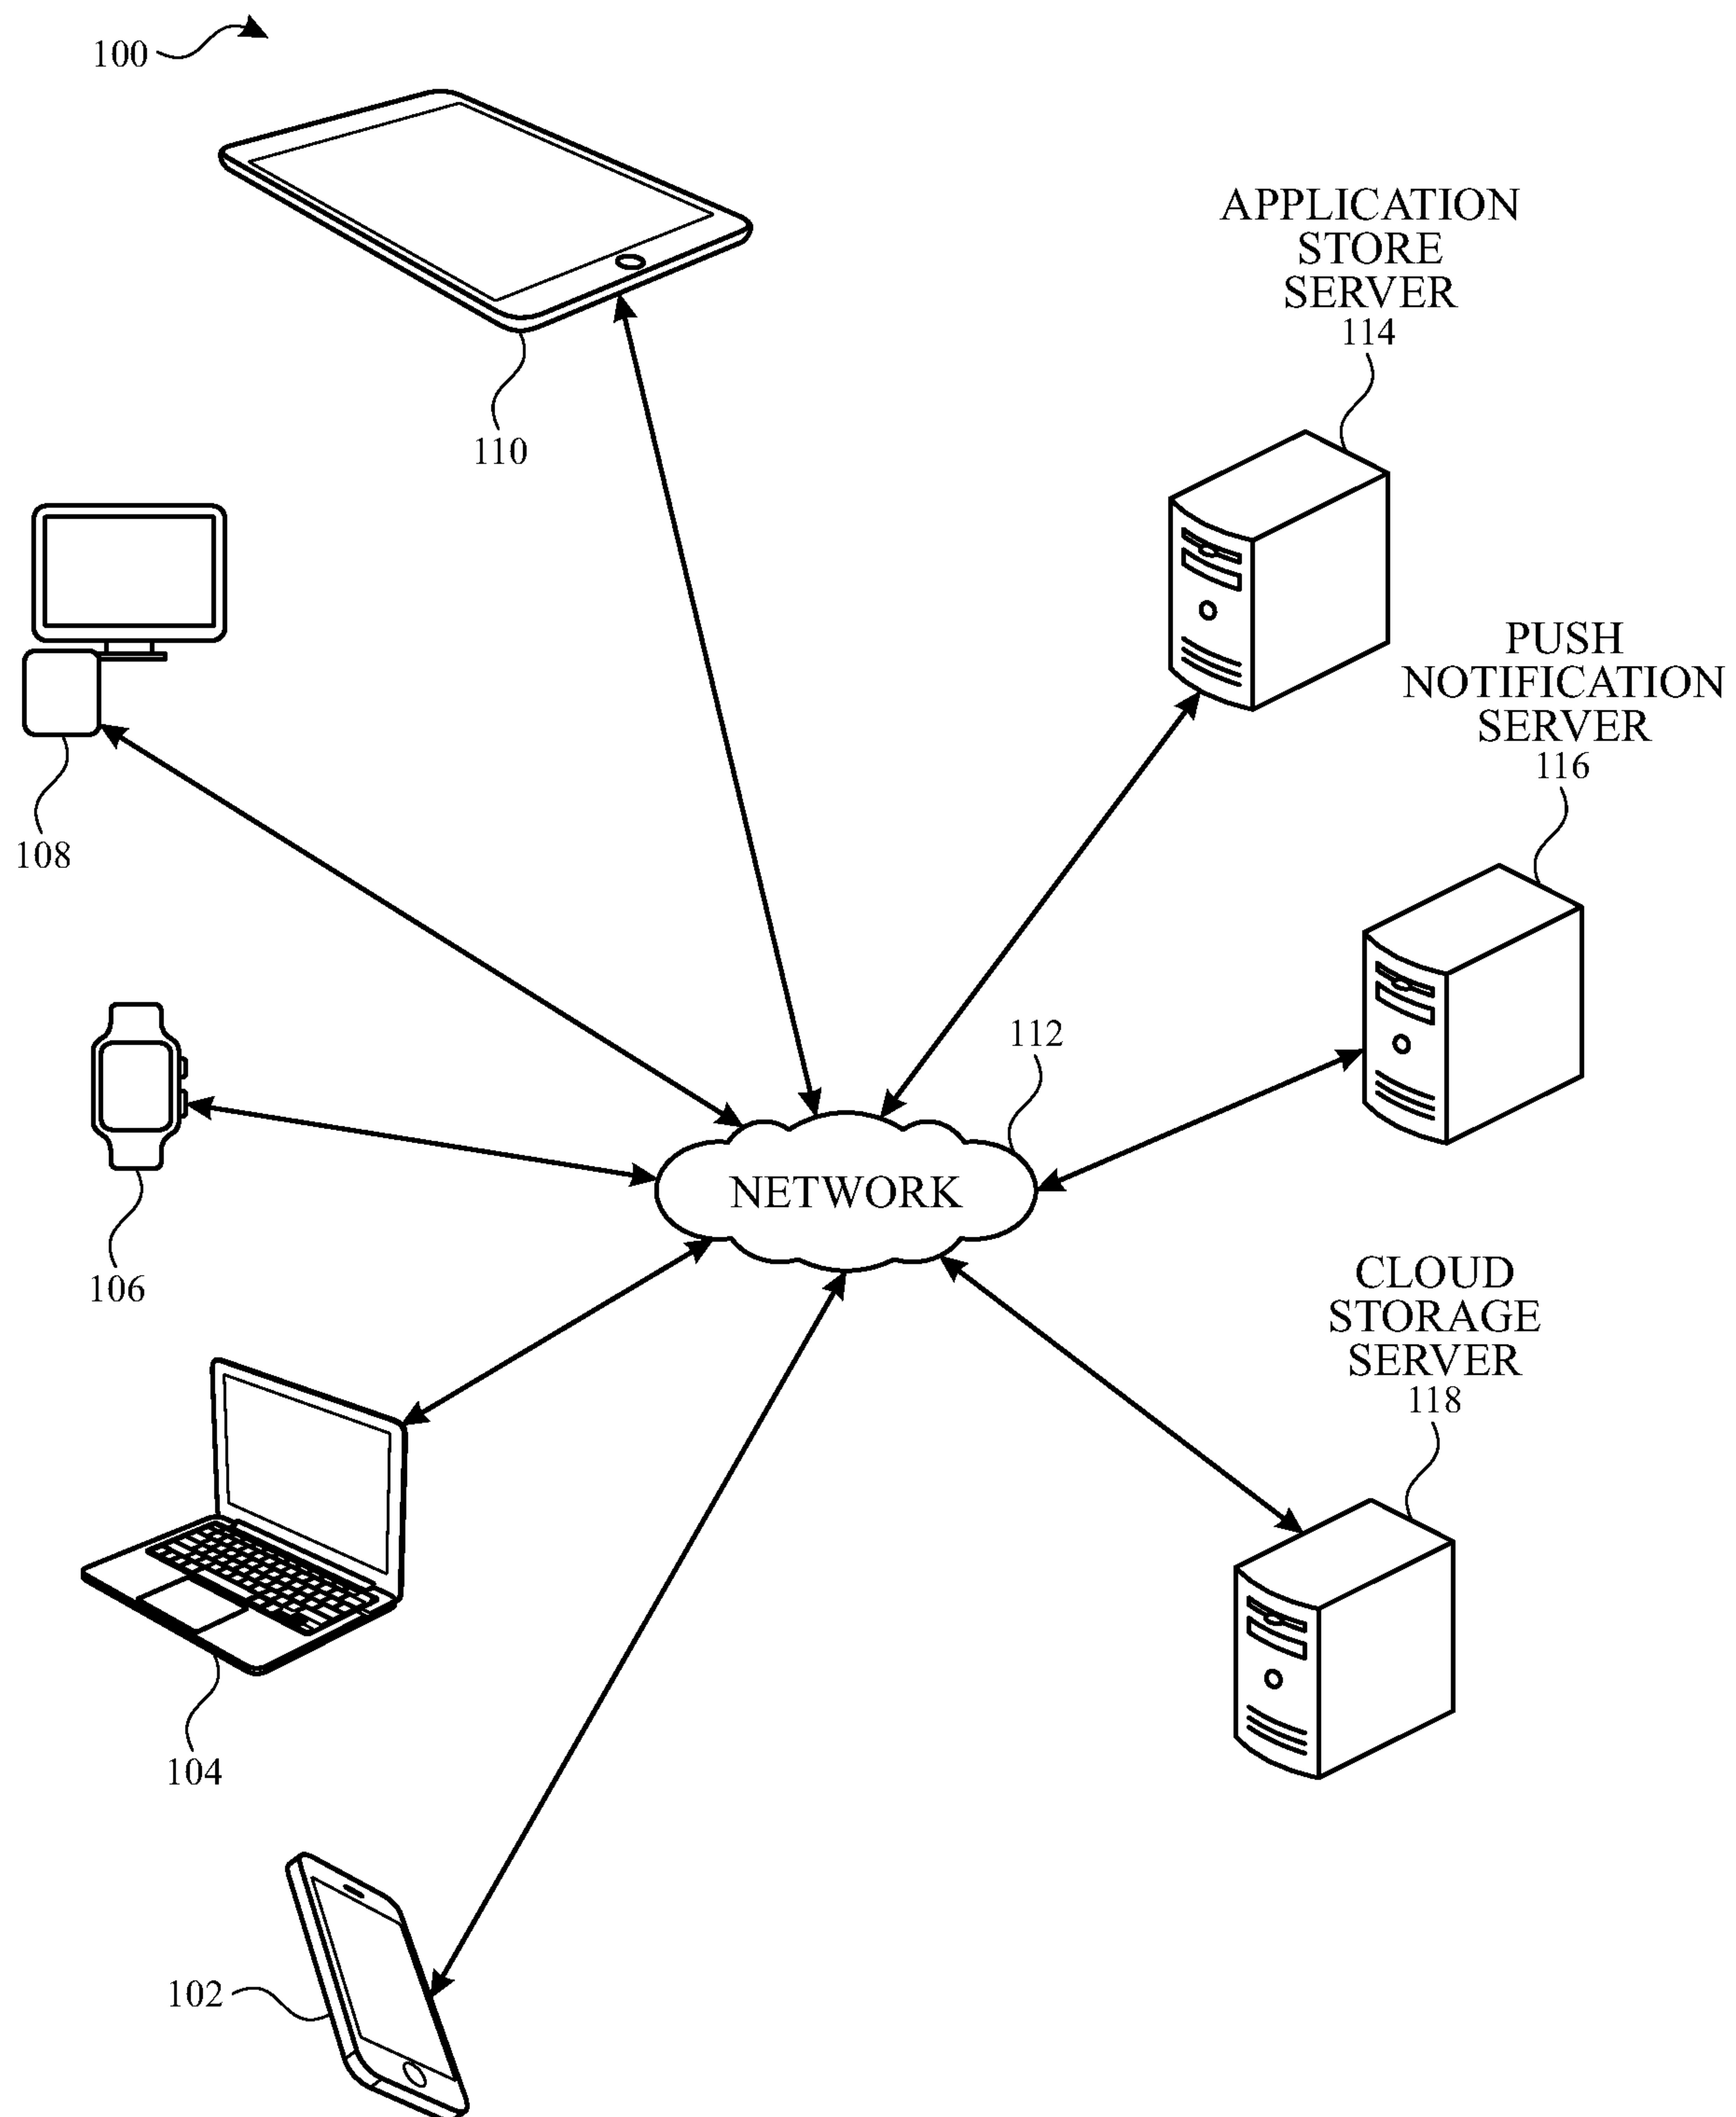 100
APPLICATION
STORE
SERVER
114
110
PUSH
NOTIFICATION
SERVER
116
108
112
NETWORK
106
CLOUD
STORAGE
SERVER
118
104
102